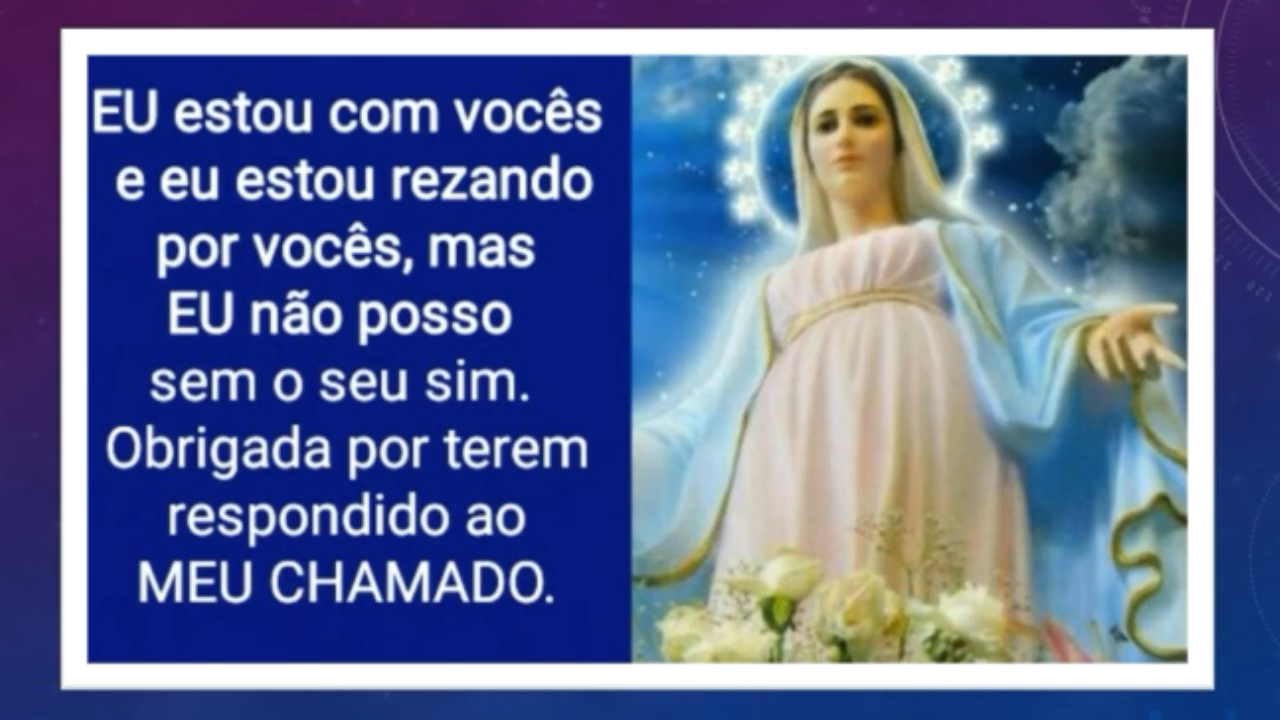 EU estou com vocês
e eu estou rezando
por vocês, mas
EU não posso
sem o seu sim.
Obrigada por terem
respondido ao
MEU CHAMADO.